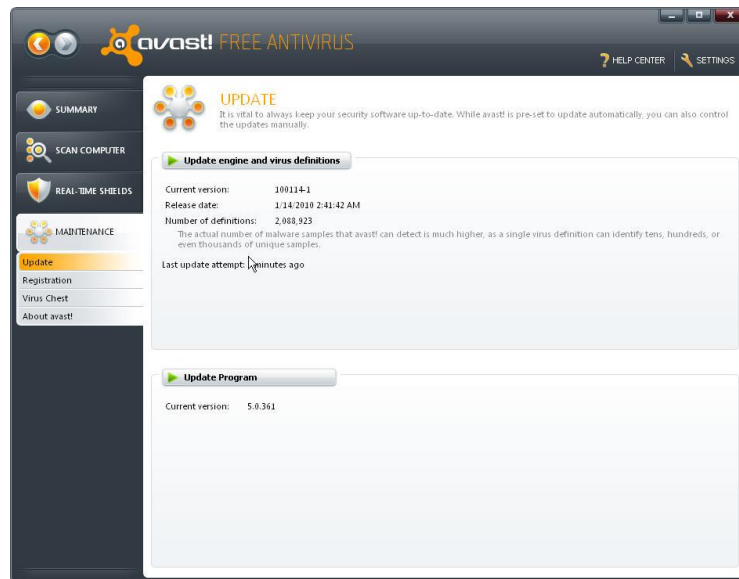 avast! FREE ANTIVIRUS
HELP CENTER
SETTINGS
SUMMARY
SCAN COMPUTER
REAL-TIME SHIELDS
MAINTENANCE
Update
Registration
Virus Chest
About avast!
UPDATE
It is vital to always keep your security software up-to-date. While avast! is pre-set to update automatically, you can also control
the updates manually.
Update engine and virus definitions
Current version: 100114-1
Release date: 1/14/2010 2:41:42 AM
Number of definitions: 2,088,923
The actual number of malware samples that avast! can detect is much higher, as a single virus definition can identify tens, hundreds, or
even thousands of unique samples.
Last update attempt: minutes ago
Update Program
Current version: 5.0.361